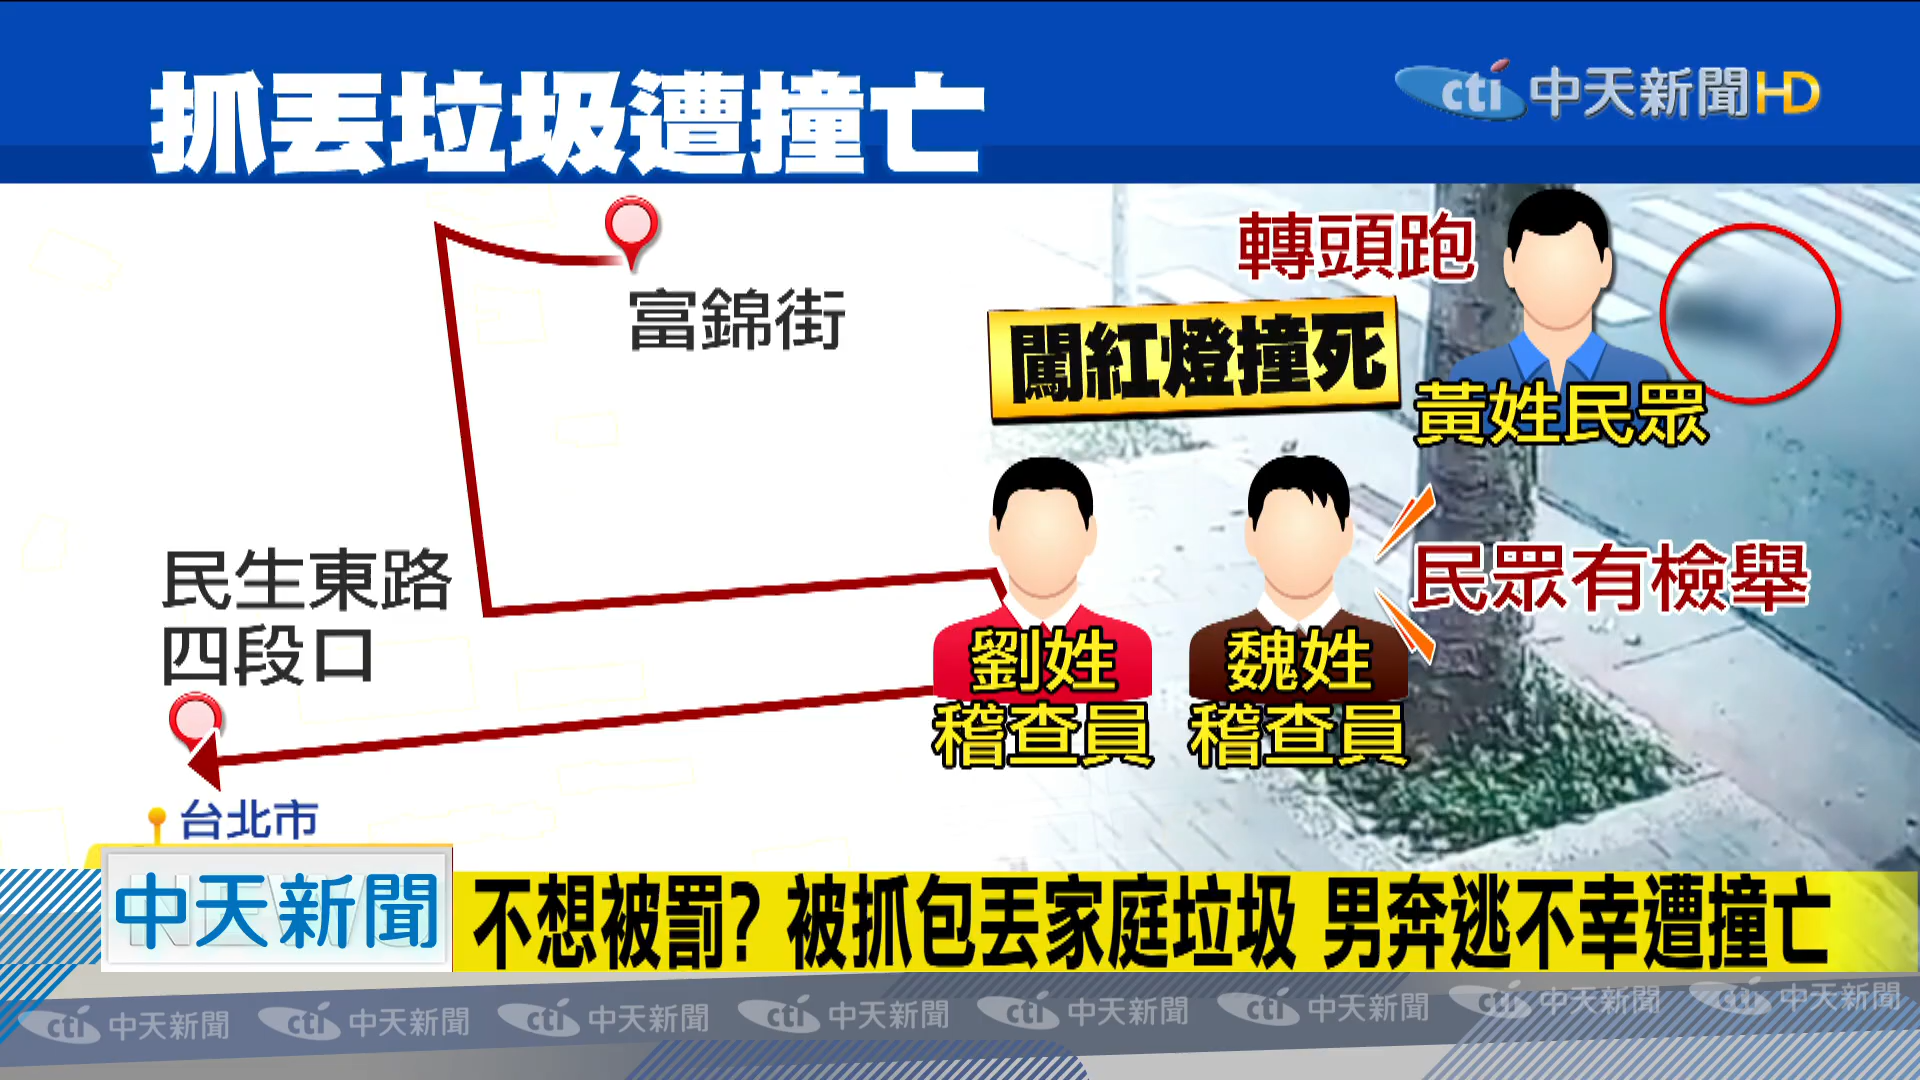 抓丟垃圾遭撞亡
cti 中天新聞HD
富錦街
轉頭跑
闖紅燈撞死
黃姓民眾
民生東路
四段口
民眾有檢舉
劉姓
稽查員
魏姓
稽查員
台北市
中天新聞
不想被罰? 被抓包丟家庭垃圾 男奔逃不幸遭撞亡
cti 中天新聞 cti 中天新聞 cti 中天新聞 cti 中天新聞 cti 中天新聞 cti 中天新聞 cti 中天新聞 cti 中天新聞